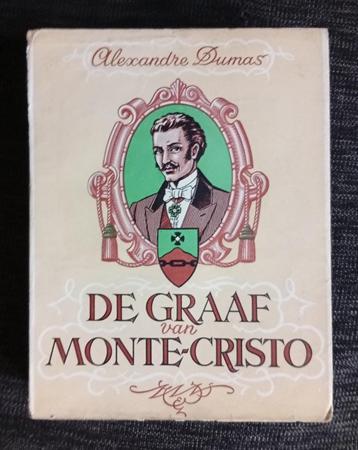 Alexandre Dumas
DE GRAAF
van
MONTE-CRISTO